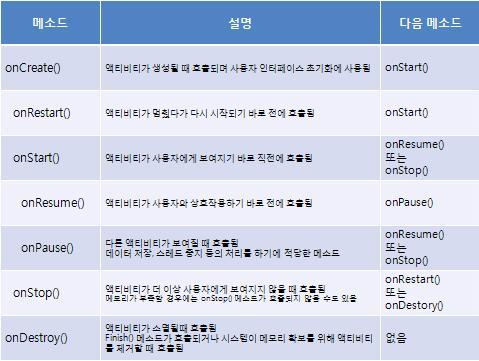 메소드 설명 다음 메소드
onCreate() 액티비티가 생성될 때 호출되며 사용자 인터페이스 초기화에 사용됨 onStart()
onRestart() 액티비티가 멈췄다가 다시 시작되기 바로 전에 호출됨 onStart()
onStart() 액티비티가 사용자에게 보여지기 바로 직전에 호출됨 onResume()
또는
onStop()
onResume() 액티비티가 사용자와 상호작용하기 바로 전에 호출됨 onPause()
onPause() 다른 액티비티가 보여질 때 호출됨
데이터 저장, 스레드 중지 등의 처리를 하기에 적당한 메소드
onResume()
또는
onStop()
onStop() 액티비티가 더 이상 사용자에게 보여지지 않을 때 호출됨
메모리가 부족할 경우에는 onStop() 메소드가 호출되지 않을 수도 있음
onRestart()
또는
onDestory()
onDestroy() 액티비티가 소멸될때 호출됨
Finish() 메소드가 호출되거나 시스템이 메모리 확보를 위해 액티비티
를 제거할 때 호출됨
없음